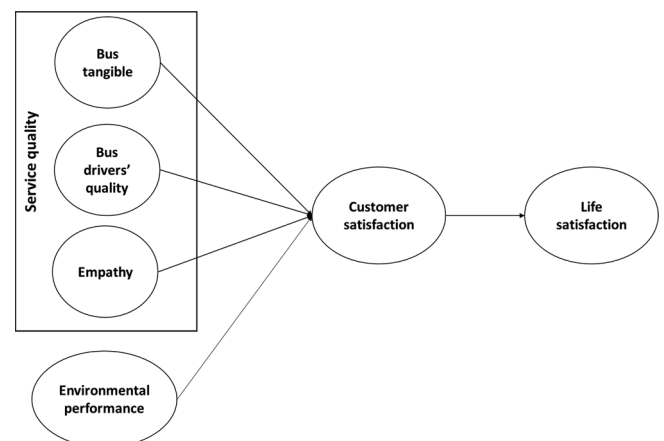 Service quality
Bus
tangible
Bus
drivers'
quality
Empathy
Environmental
performance
Customer
satisfaction
Life
satisfaction